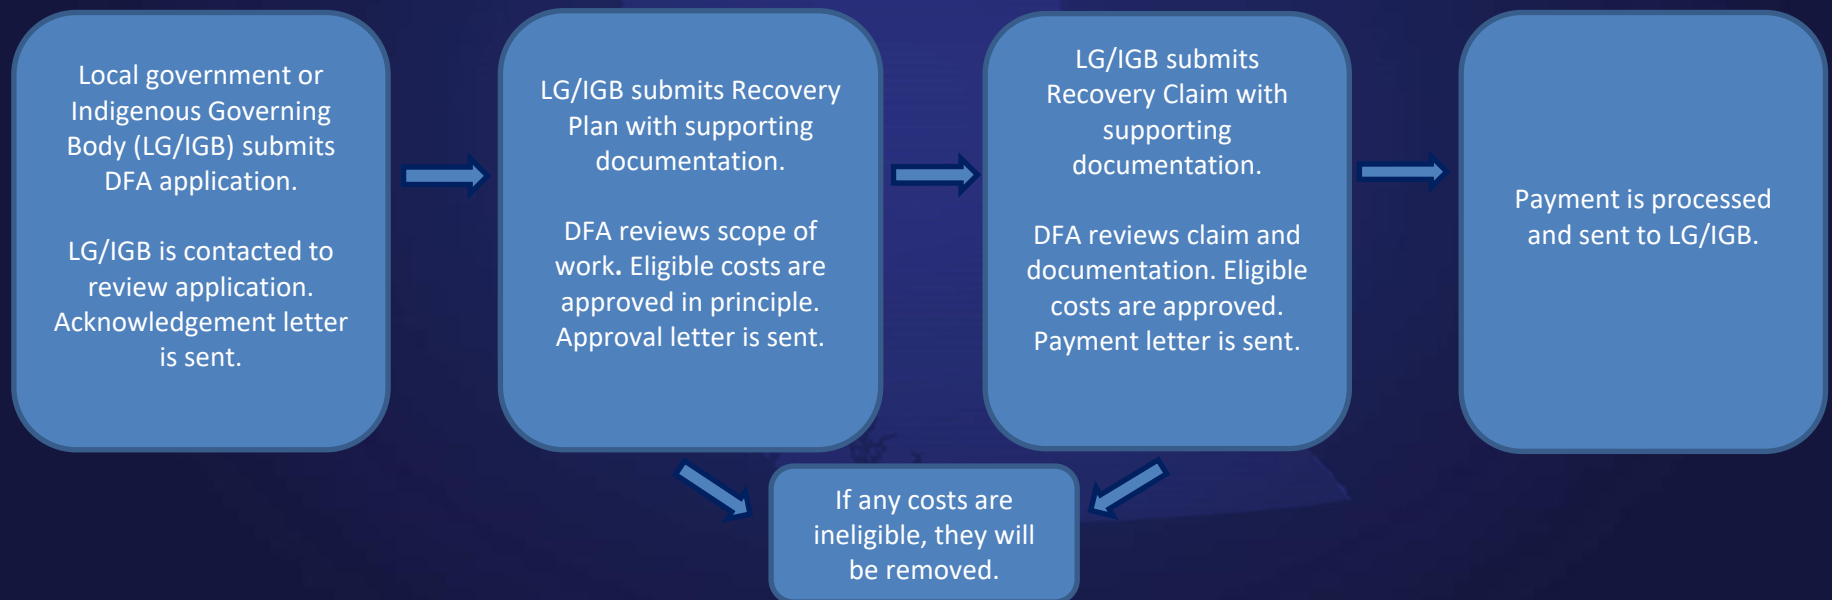 Local government or
Indigenous Governing
Body (LG/IGB) submits
DFA application.
LG/IGB is contacted to
review application.
Acknowledgement letter
is sent.
LG/IGB submits Recovery
Plan with supporting
documentation.
DFA reviews scope of
work. Eligible costs are
approved in principle.
Approval letter is sent.
LG/IGB submits
Recovery Claim with
supporting
documentation.
DFA reviews claim and
documentation. Eligible
costs are approved.
Payment letter is sent.
Payment is processed
and sent to LG/IGB.
If any costs are
ineligible, they will
be removed.